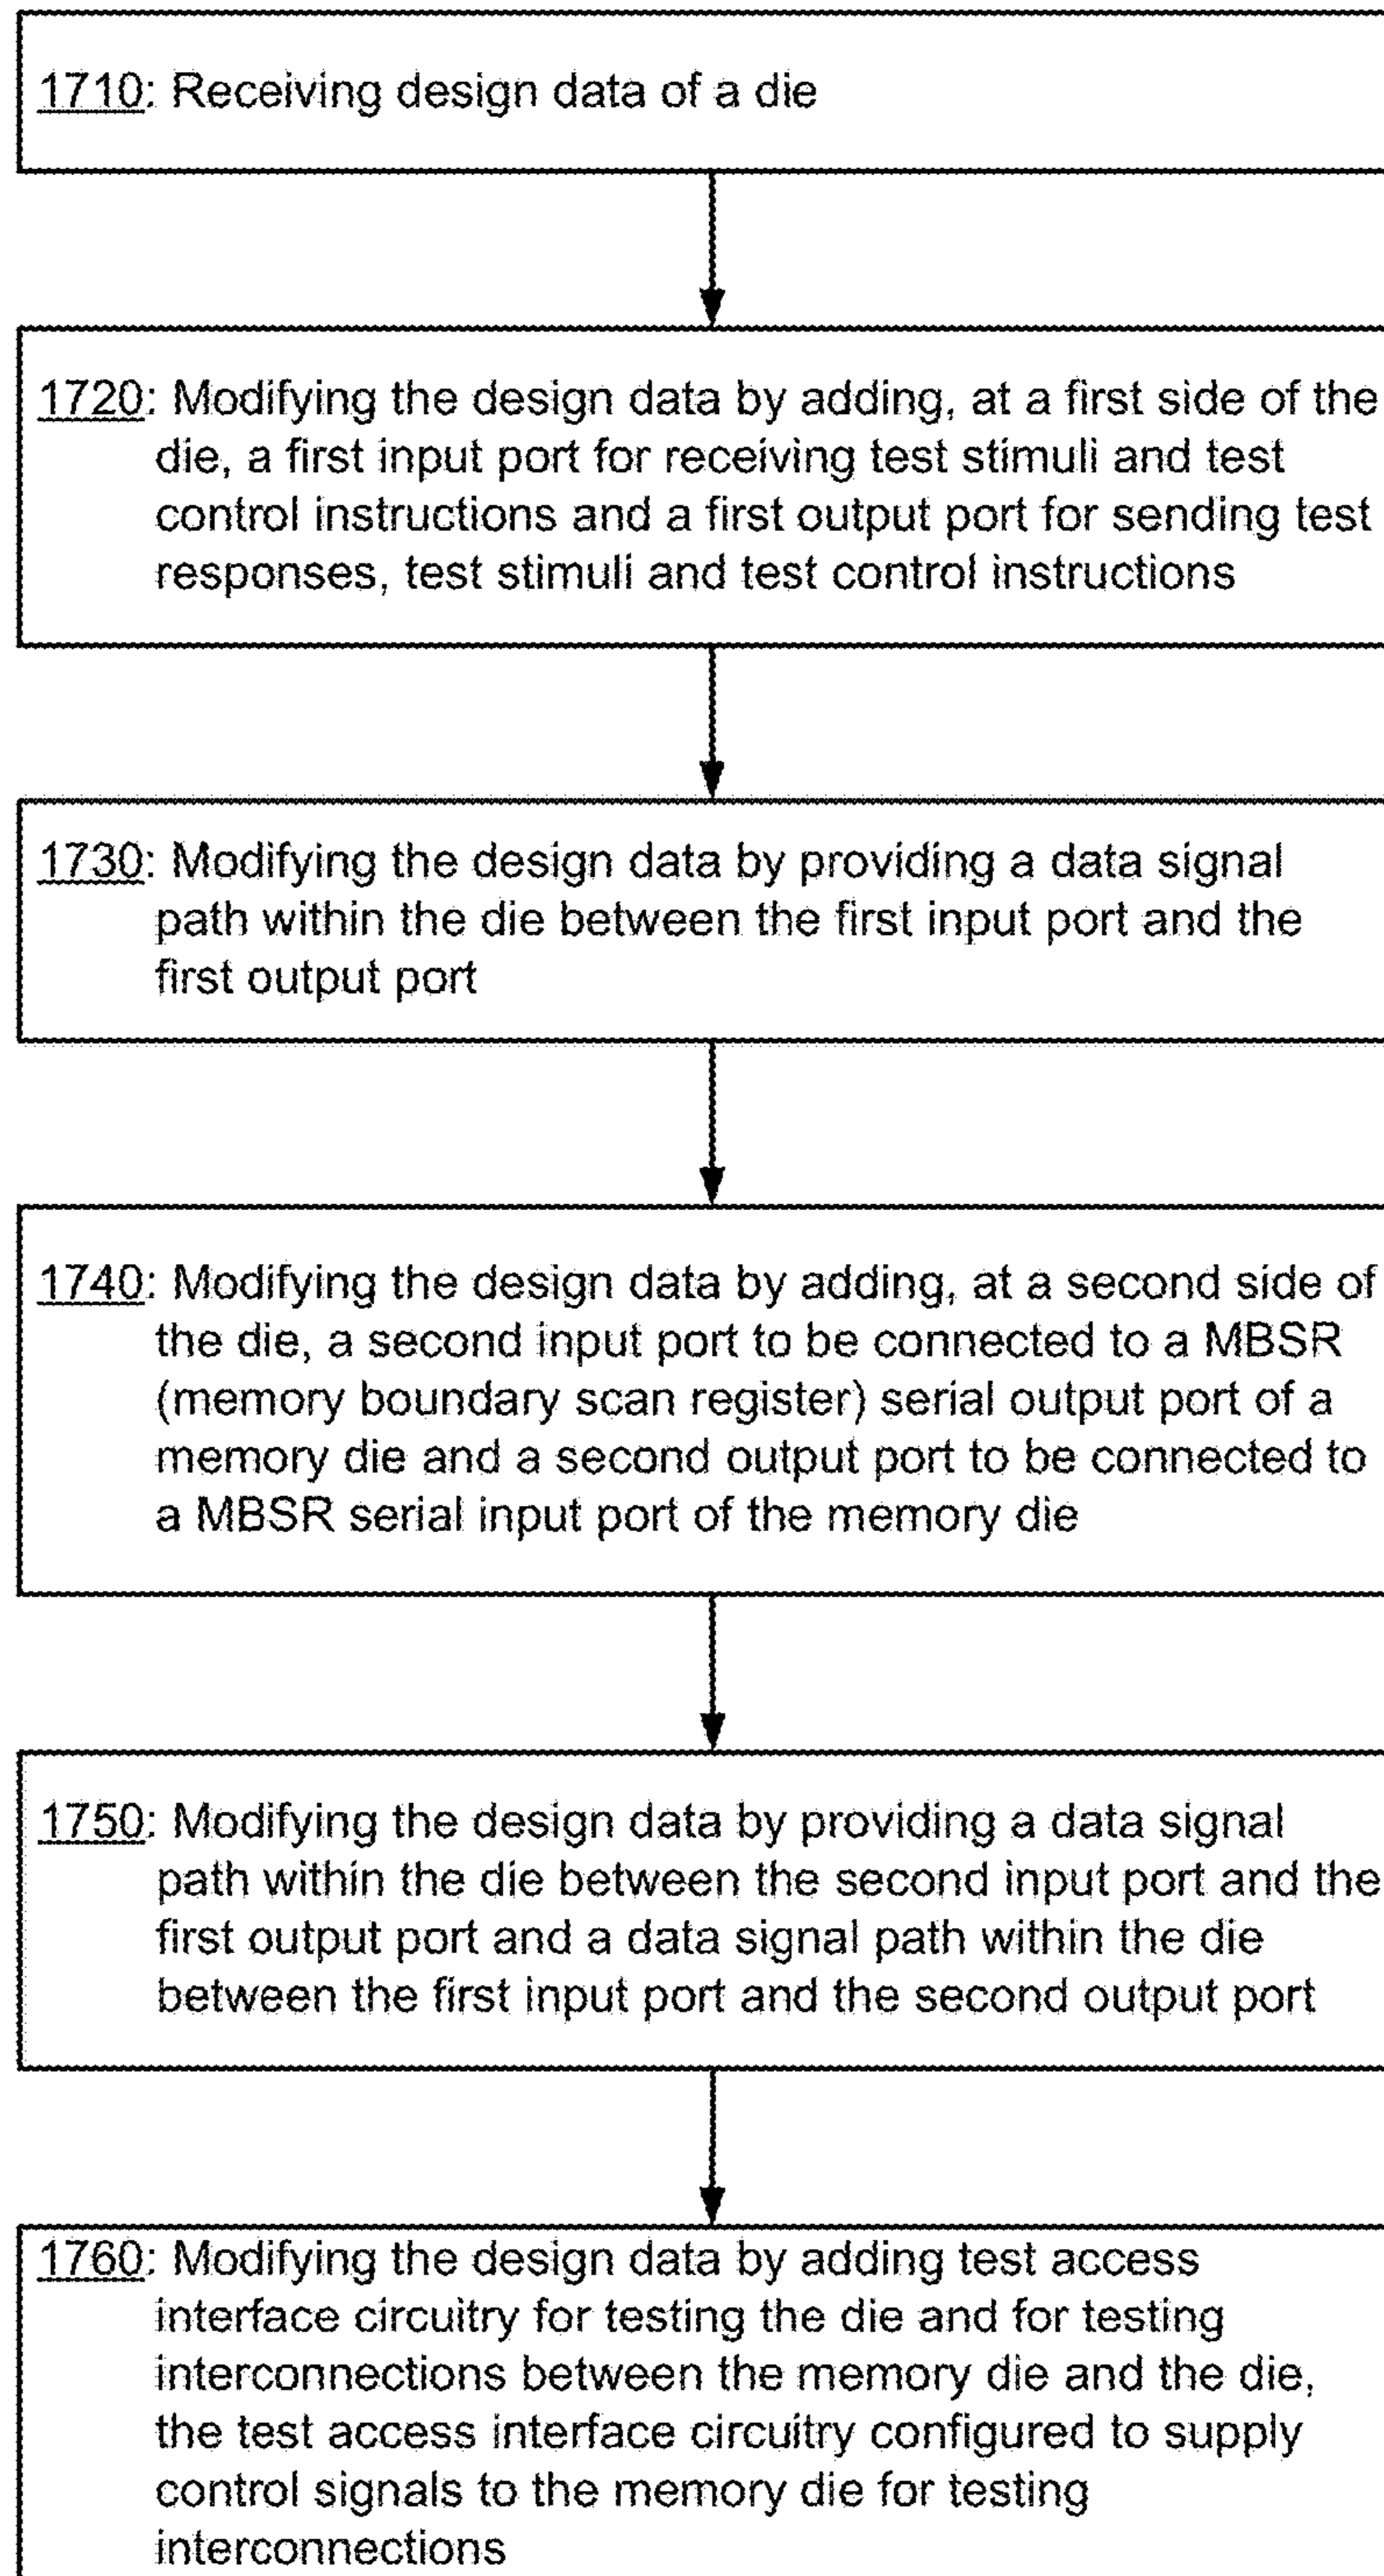 1710: Receiving design data of a die
1720: Modifying the design data by adding, at a first side of the
die, a first input port for receiving test stimuli and test
control instructions and a first output port for sending test
responses, test stimuli and test control instructions
1730: Modifying the design data by providing a data signal
path within the die between the first input port and the
first output port
1740: Modifying the design data by adding, at a second side of
the die, a second input port to be connected to a MBSR
(memory boundary scan register) serial output port of a
memory die and a second output port to be connected to
a MBSR serial input port of the memory die
1750: Modifying the design data by providing a data signal
path within the die between the second input port and the
first output port and a data signal path within the die
between the first input port and the second output port
1760: Modifying the design data by adding test access
interface circuitry for testing the die and for testing
interconnections between the memory die and the die,
the test access interface circuitry configured to supply
control signals to the memory die for testing
interconnections